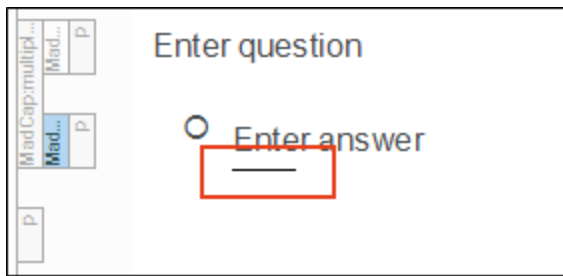 MadCap:multipl...
Mad...
p
Enter question
Mad...
p
Enter answer
p